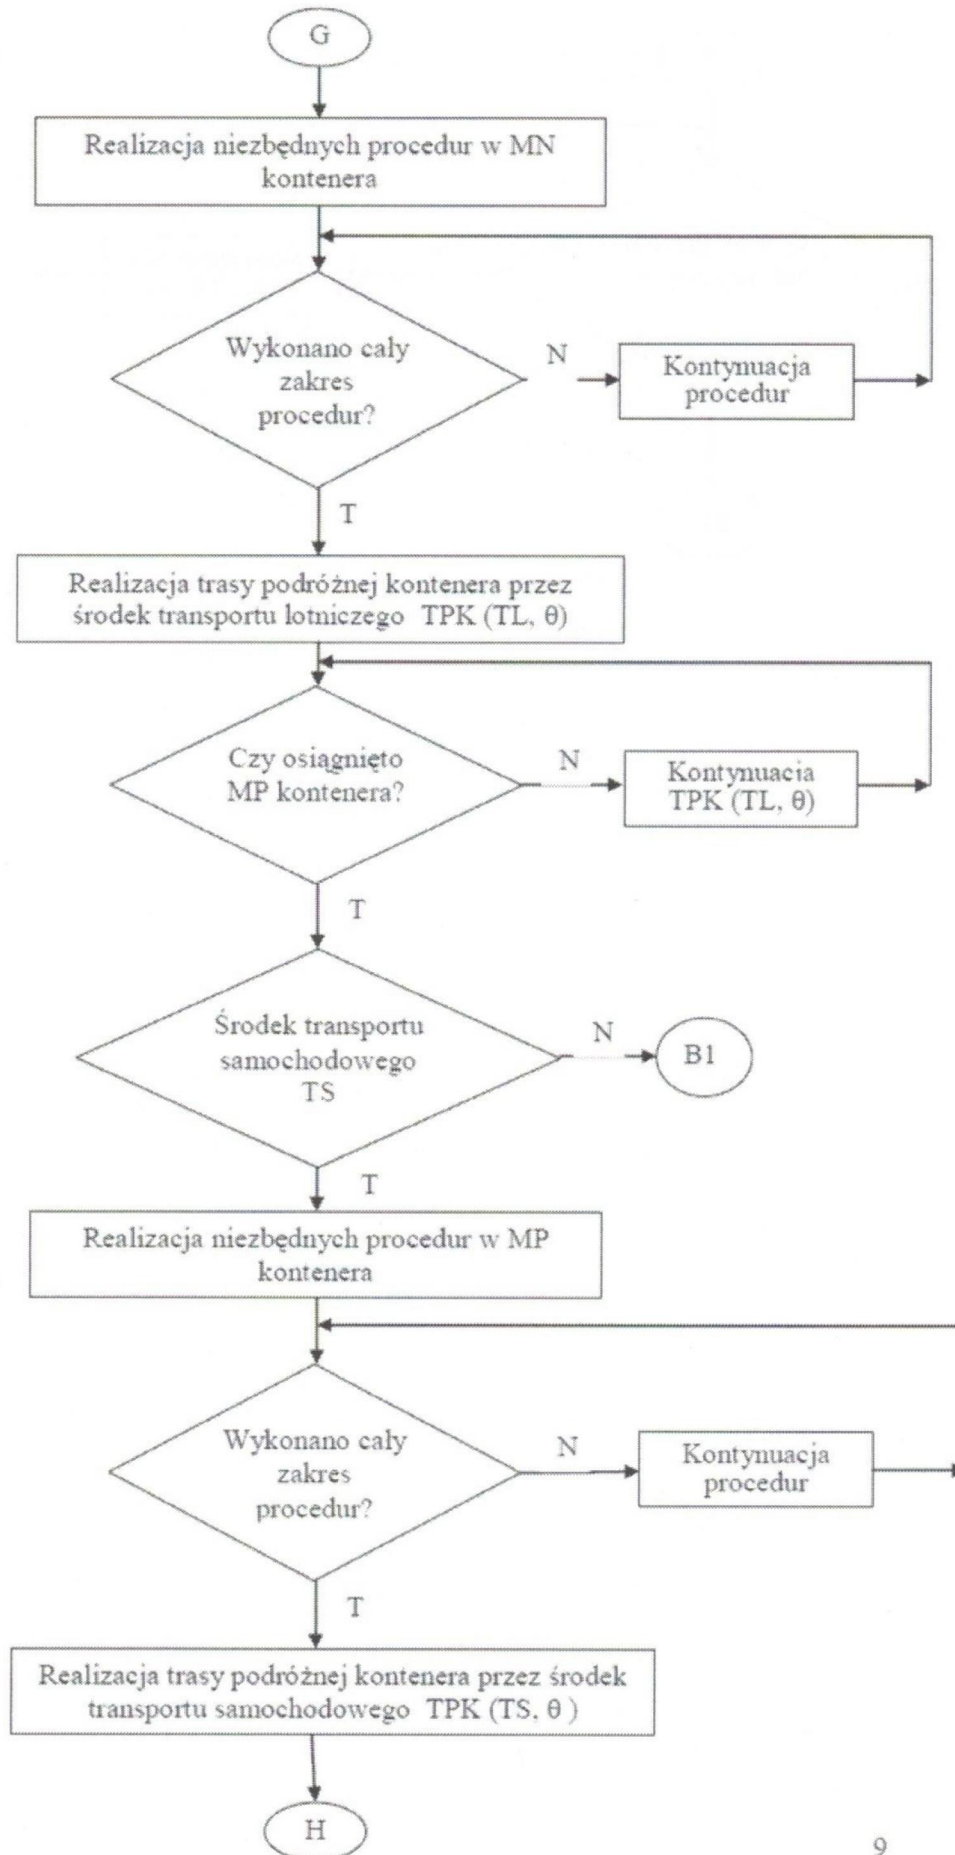 G
Realizacja niezbędnych procedur w MN
kontenera
Wykonano cały
zakres
procedur?
N
Kontynuacja
procedur
T
Realizacja trasy podróżnej kontenera przez
środek transportu lotniczego TPK (TL, θ)
Czy osiągnięto
MP kontenera?
N
Kontynuacja
TPK (TL, θ)
T
Środek transportu
samochodowego
TS
N
B1
T
Realizacja niezbędnych procedur w MP
kontenera
Wykonano cały
zakres
procedur?
N
Kontynuacja
procedur
T
Realizacja trasy podróżnej kontenera przez środek
transportu samochodowego TPK (TS, θ )
H
9